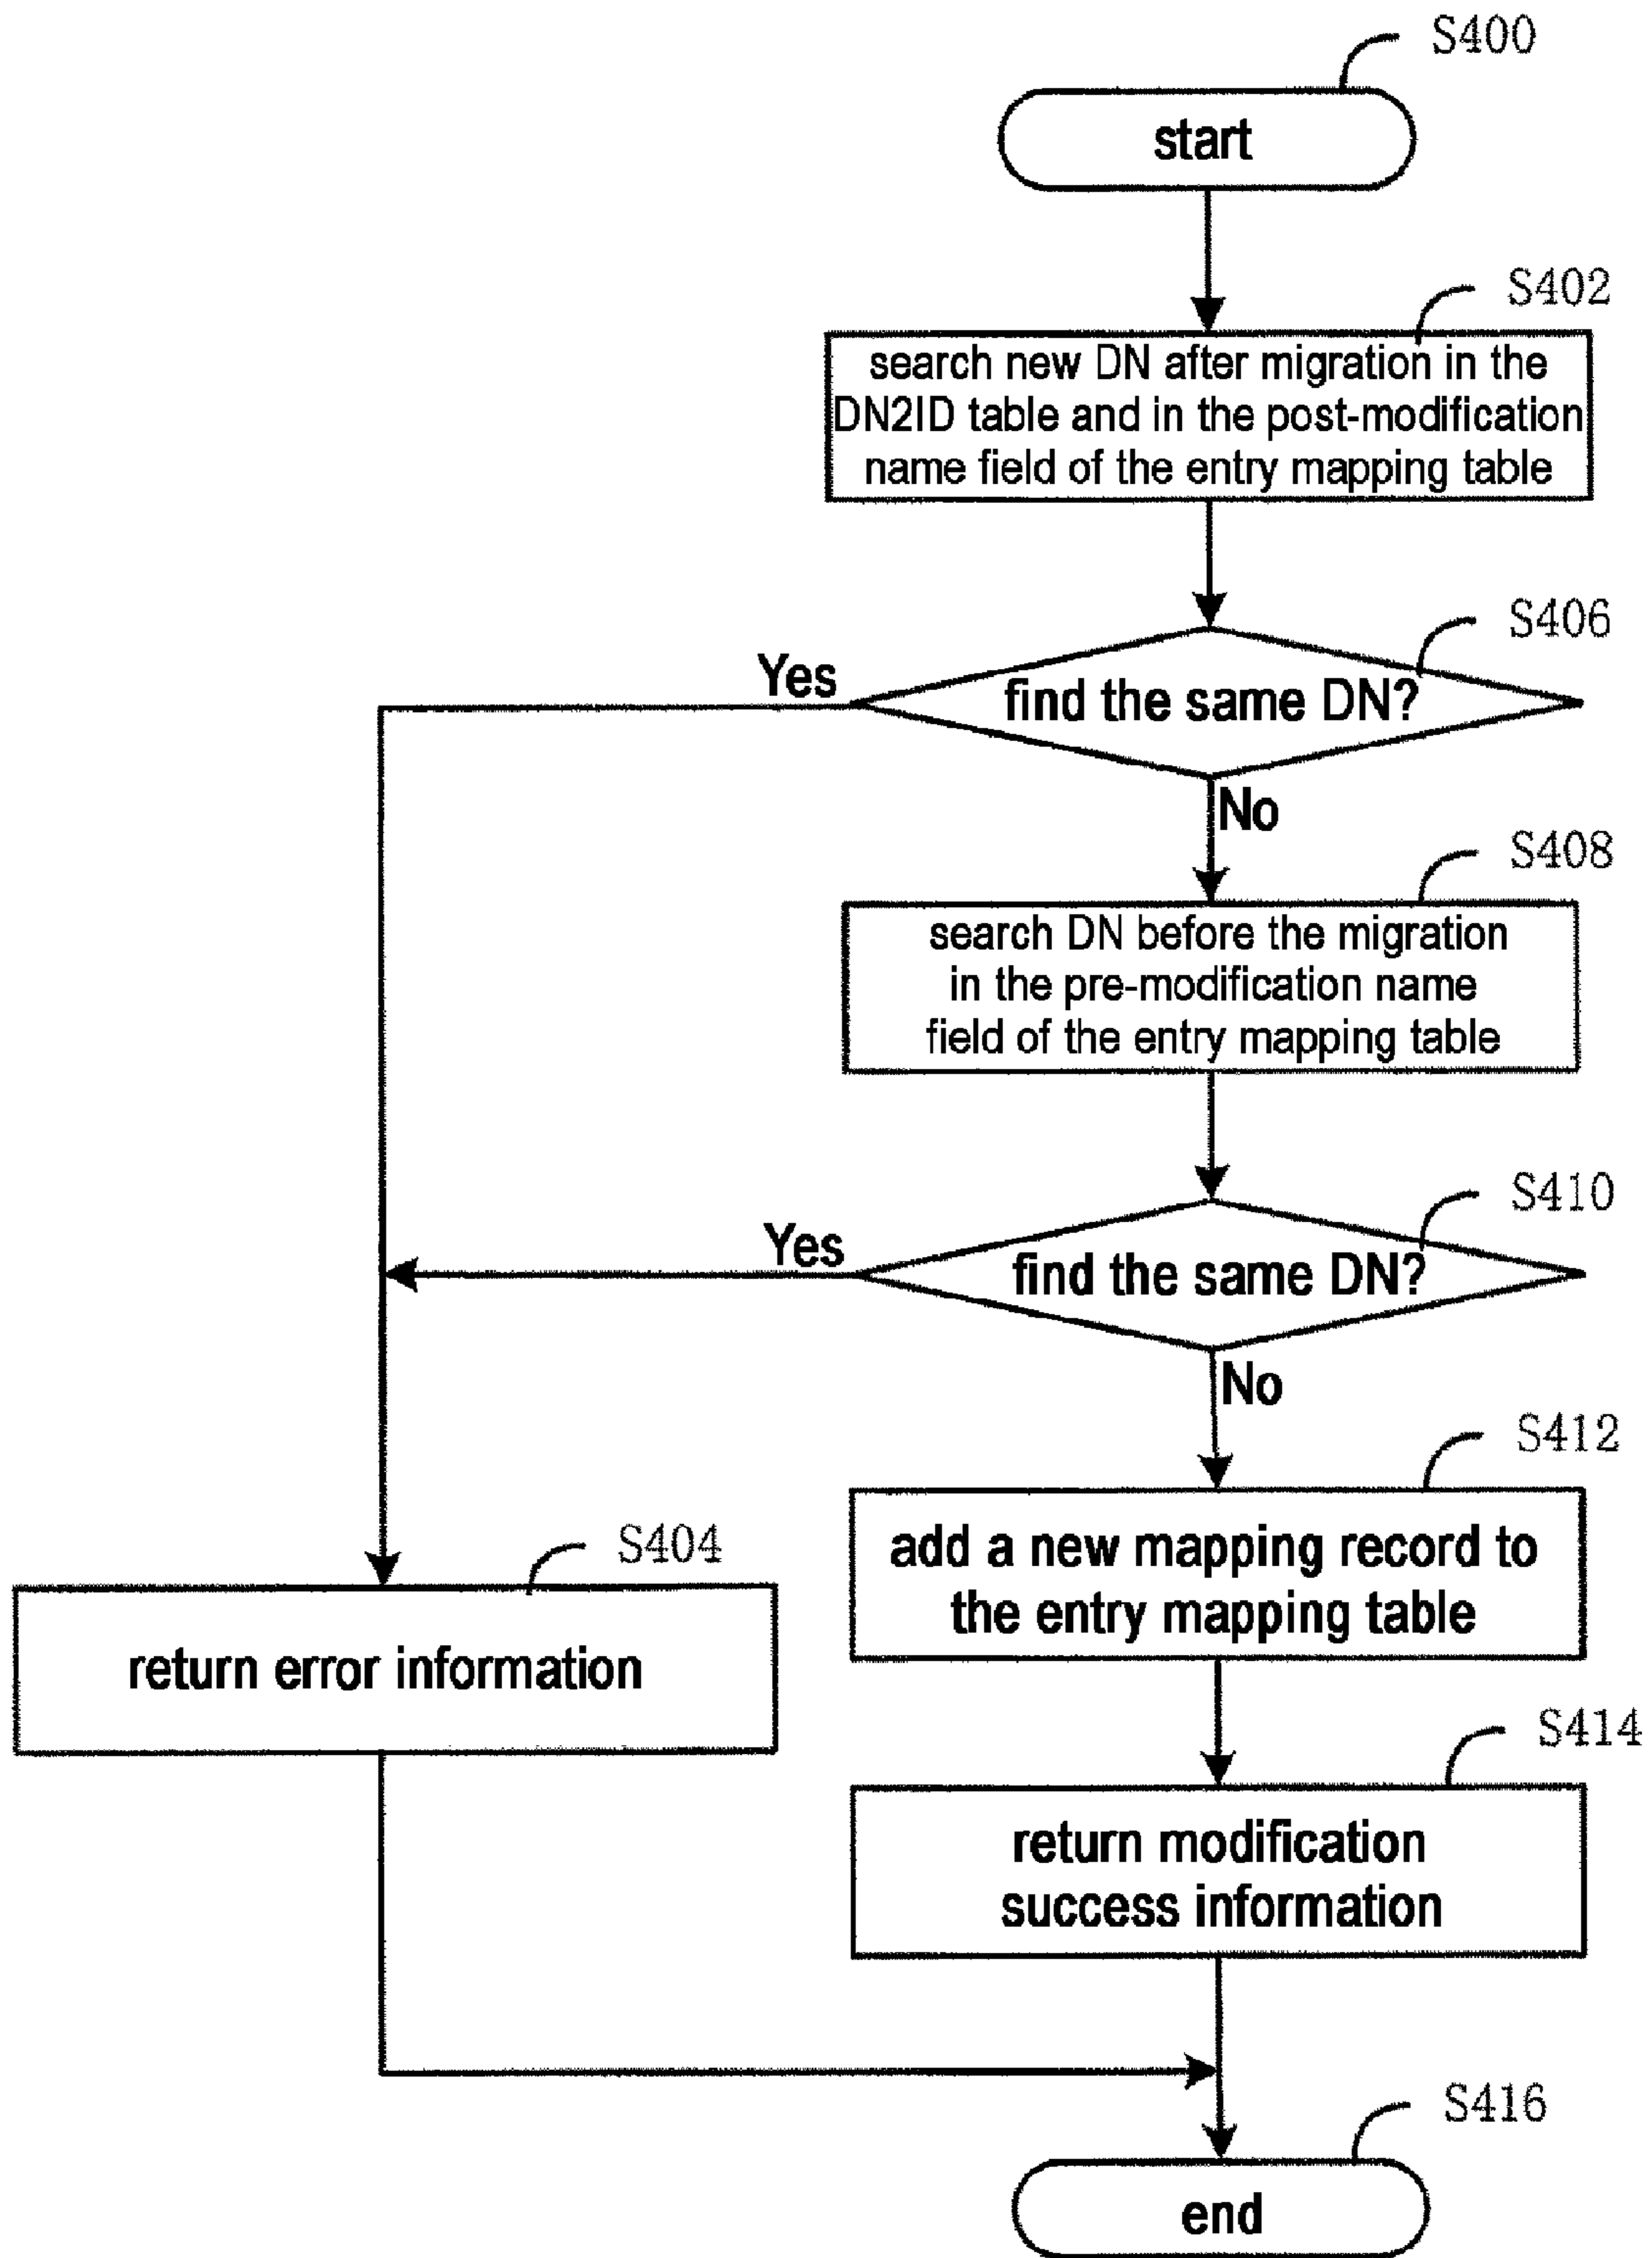 S400
start
S402
search new DN after migration in the
DN2ID table and in the post-modification
name field of the entry mapping table
S406
Yes
find the same DN?
No
S408
search DN before the migration
in the pre-modification name
field of the entry mapping table
S410
Yes
find the same DN?
No
S412
add a new mapping record to
the entry mapping table
S404
return error information
S414
return modification
success information
S416
end